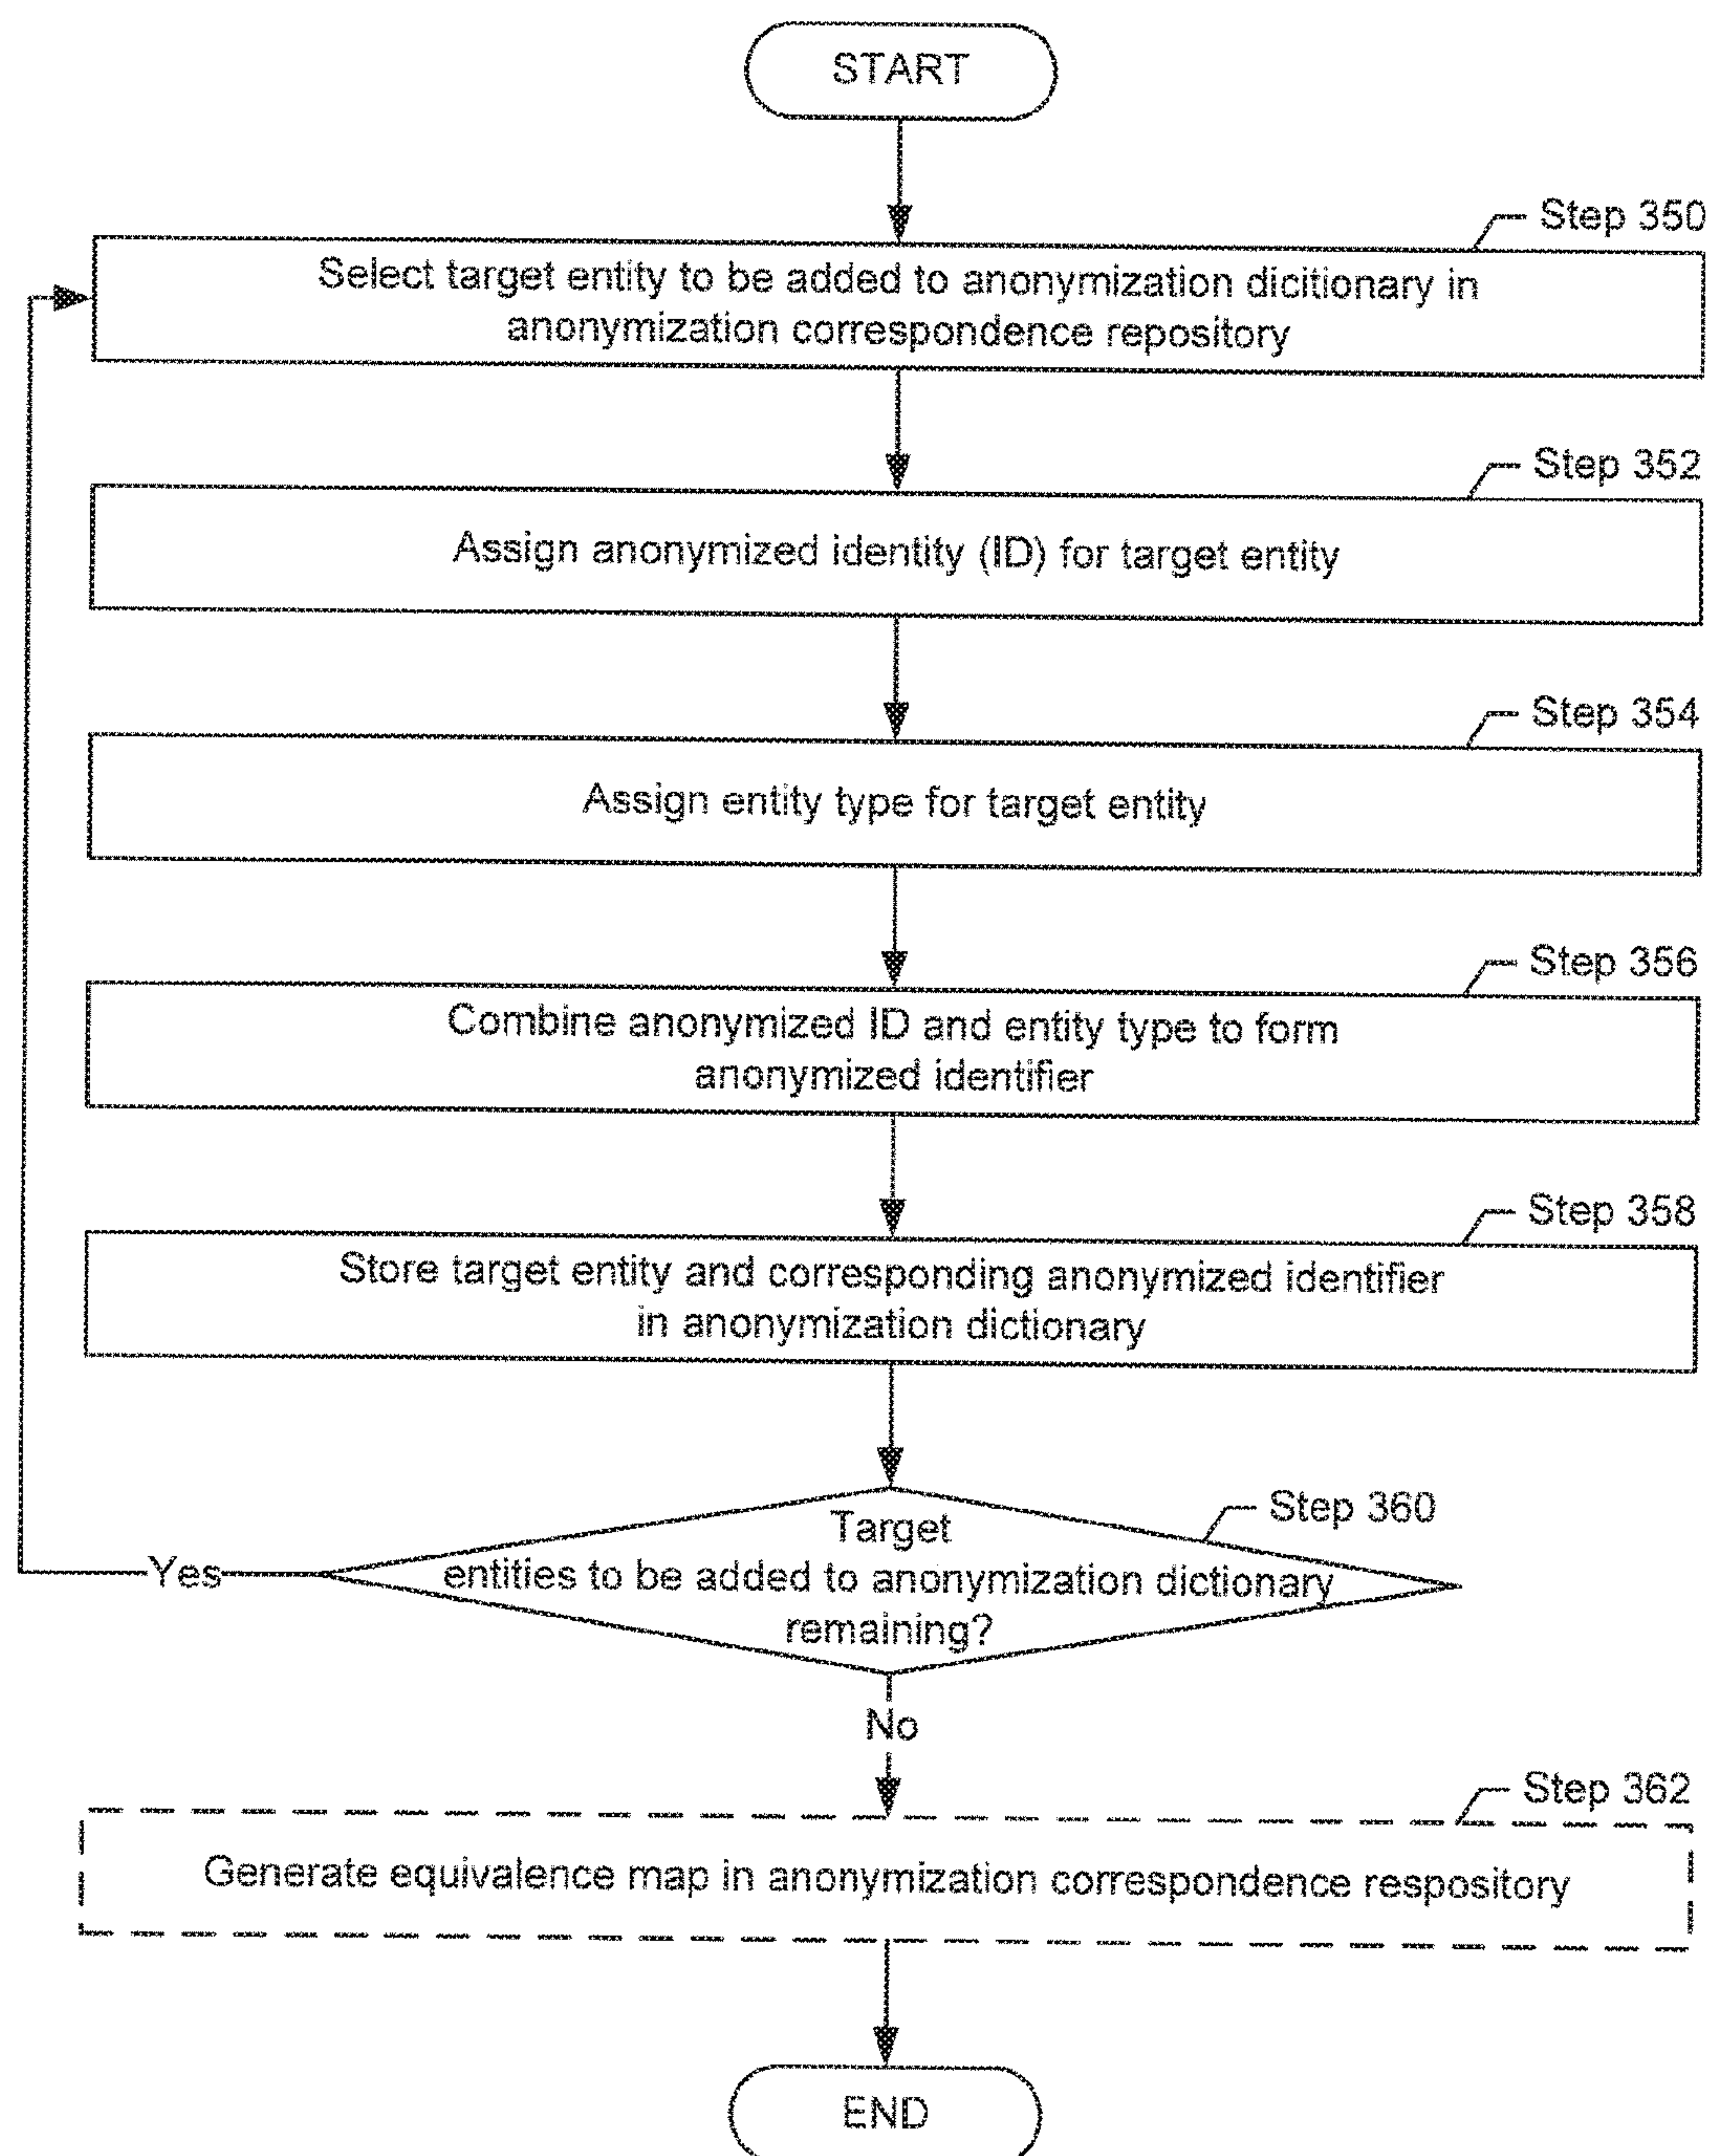 START
Step 350
Select target entity to be added to anonymization dicitionary in
anonymization correspondence repository
Step 352
Assign anonymized identity (ID) for target entity
Step 354
Assign entity type for target entity
Step 356
Combine anonymized ID and entity type to form
anonymized identifier
Step 358
Store target entity and corresponding anonymized identifier
in anonymization dictionary
Step 360
Target
entities to be added to anonymization dictionary
remaining?
Yes
No
Step 362
Generate equivalence map in anonymization correspondence respository
END